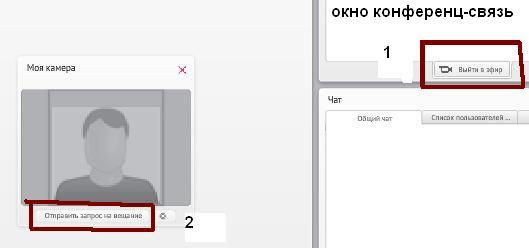 окно конференц-связь
1
Выйти в эфир
Моя камера
Чат
Общий чат
Список пользователей ...
Отправить запрос на вещание
2